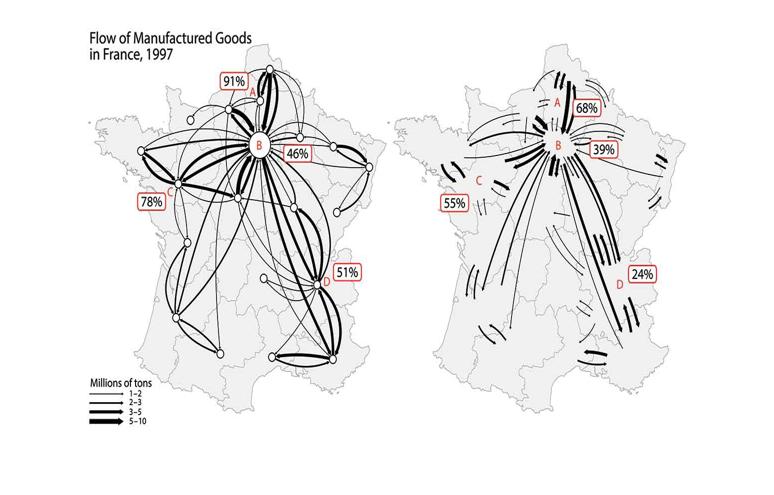 Flow of Manufactured Goods
in France, 1997
91%
A
B
46%
C
78%
51%
D
A
68%
B
39%
C
55%
24%
D
Millions of tons
1–2
2–3
3–5
5–10